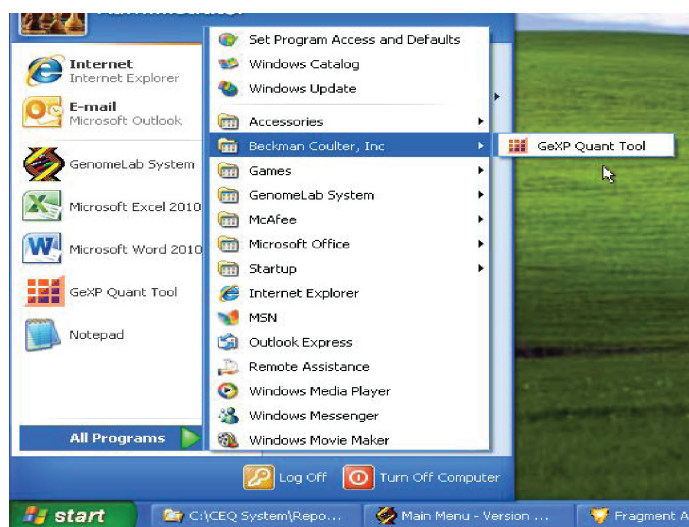 Internet
Internet Explorer
E-mail
Microsoft Outlook
GenomeLab System
Microsoft Excel 2010
Microsoft Word 2010
GeXP Quant Tool
Notepad
All Programs
Set Program Access and Defaults
Windows Catalog
Windows Update
Accessories
Beckman Coulter, Inc
Games
GenomeLab System
McAfee
Microsoft Office
Startup
Internet Explorer
MSN
Outlook Express
Remote Assistance
Windows Media Player
Windows Messenger
Windows Movie Maker
GeXP Quant Tool
Log Off
Turn Off Computer
start
C:\CEQ System\Repo...
Main Menu - Version ...
Fragment A